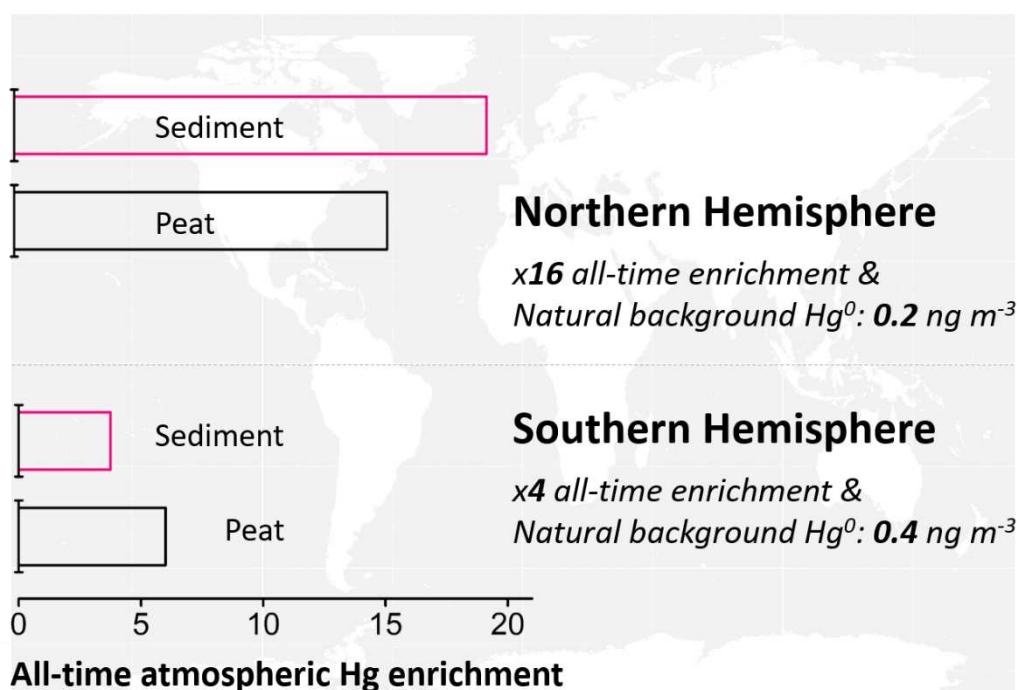 Sediment
Peat
Northern Hemisphere
x16 all-time enrichment &
Natural background Hg⁰: 0.2 ng m⁻³
Sediment
Peat
Southern Hemisphere
x4 all-time enrichment &
Natural background Hg⁰: 0.4 ng m⁻³
0 5 10 15 20
All-time atmospheric Hg enrichment